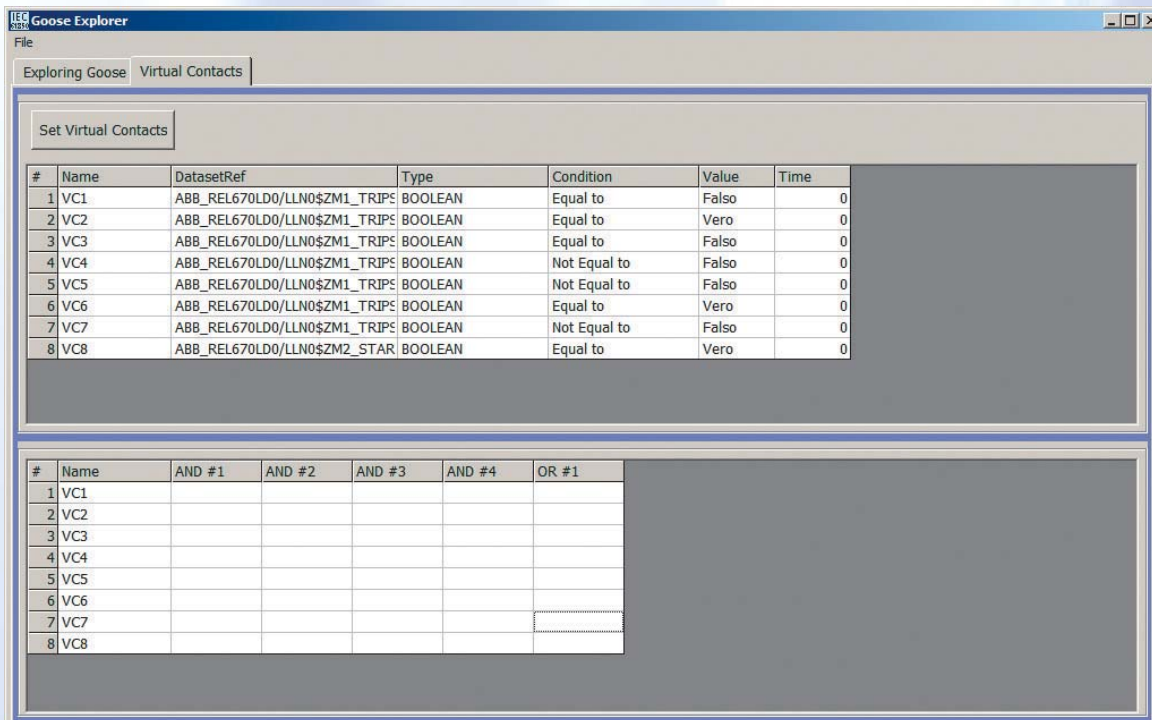 IEC
61850
Goose Explorer
File
Exploring Goose Virtual Contacts
Set Virtual Contacts
# Name DatasetRef Type Condition Value Time
1 VC1 ABB_REL670LD0/LLN0$ZM1_TRIPS BOOLEAN Equal to Falso 0
2 VC2 ABB_REL670LD0/LLN0$ZM1_TRIPS BOOLEAN Equal to Vero 0
3 VC3 ABB_REL670LD0/LLN0$ZM1_TRIPS BOOLEAN Equal to Falso 0
4 VC4 ABB_REL670LD0/LLN0$ZM1_TRIPS BOOLEAN Not Equal to Falso 0
5 VC5 ABB_REL670LD0/LLN0$ZM1_TRIPS BOOLEAN Not Equal to Falso 0
6 VC6 ABB_REL670LD0/LLN0$ZM1_TRIPS BOOLEAN Equal to Vero 0
7 VC7 ABB_REL670LD0/LLN0$ZM1_TRIPS BOOLEAN Not Equal to Falso 0
8 VC8 ABB_REL670LD0/LLN0$ZM2_STAR BOOLEAN Equal to Vero 0
# Name AND #1 AND #2 AND #3 AND #4 OR #1
1 VC1
2 VC2
3 VC3
4 VC4
5 VC5
6 VC6
7 VC7
8 VC8